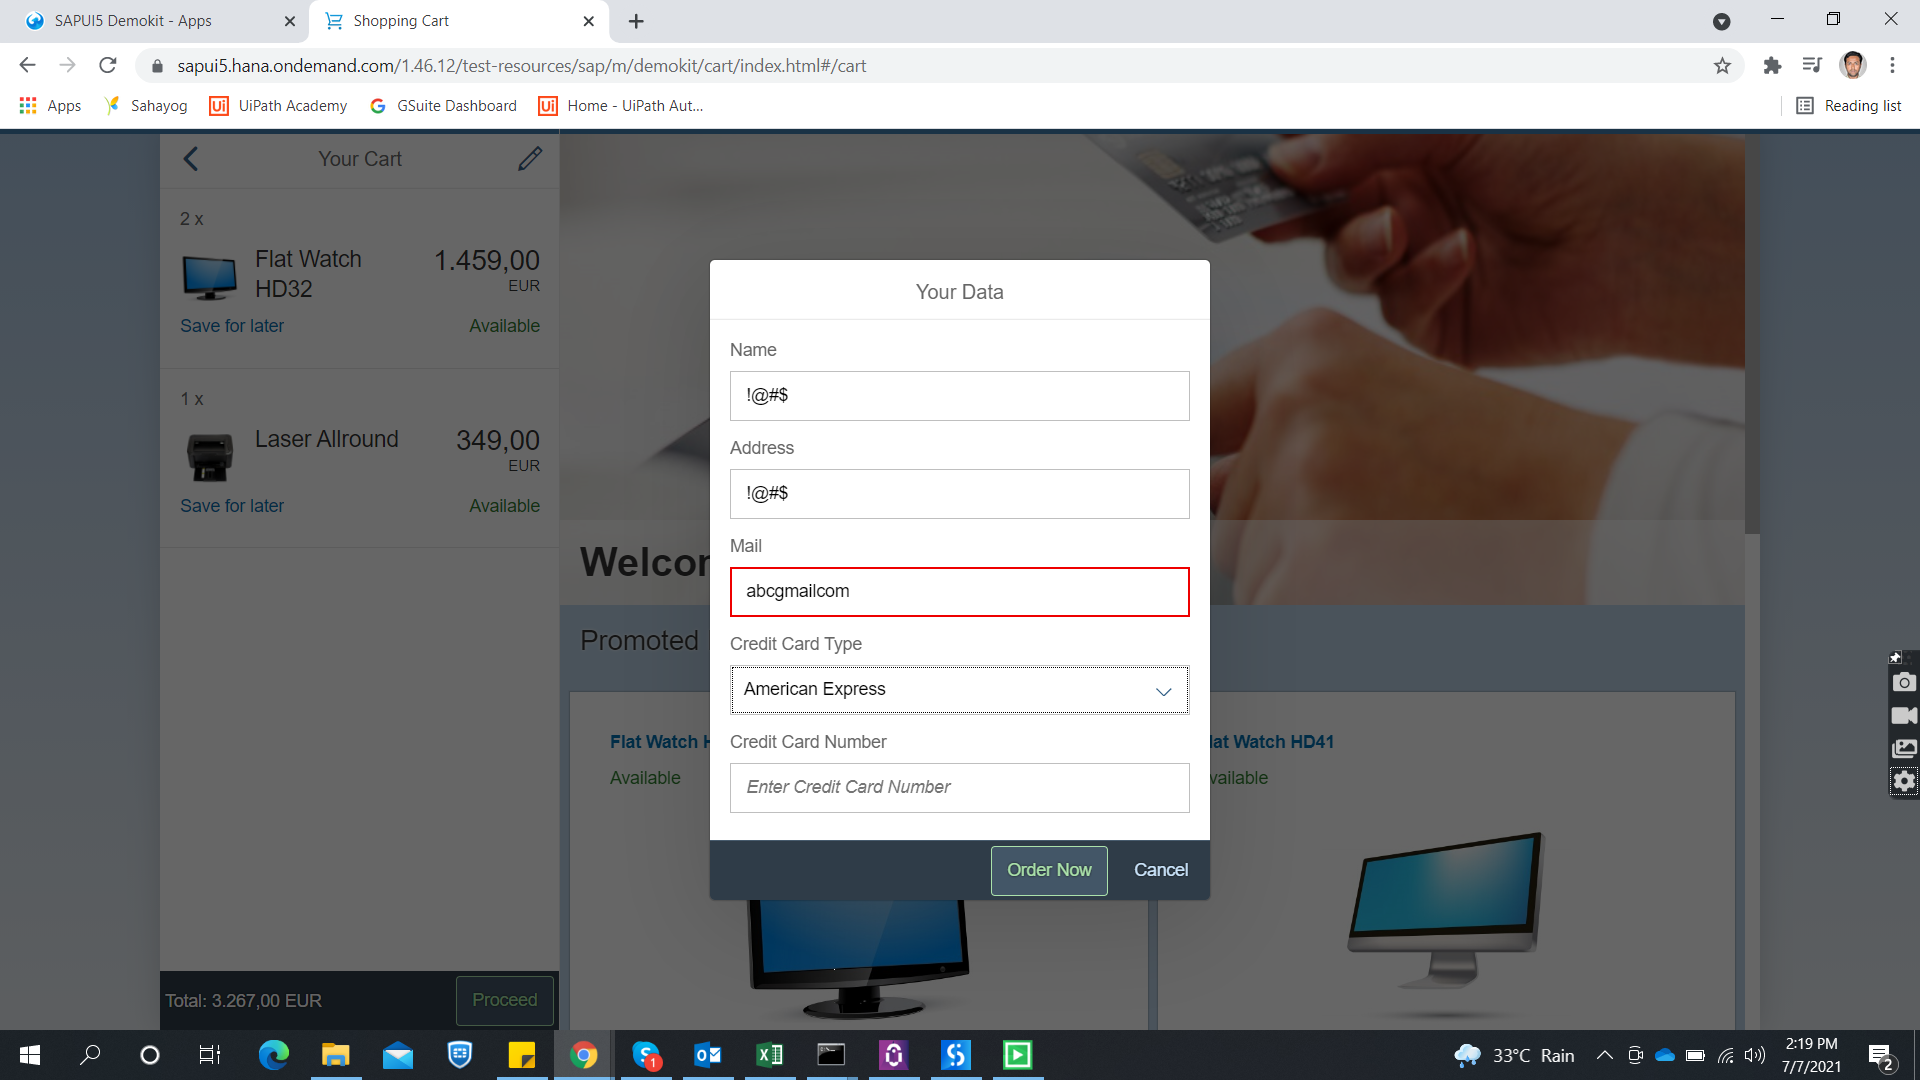 SAPUI5 Demokit - Apps
Shopping Cart
sapui5.hana.ondemand.com/1.46.12/test-resources/sap/m/demokit/cart/index.html#/cart
Apps
Sahayog
UiPath Academy
GSuite Dashboard
Home - UiPath Aut...
Reading list
Your Cart
2 x
Flat Watch HD32
1.459,00
EUR
Save for later
Available
1 x
Laser Allround
349,00
EUR
Save for later
Available
Total: 3.267,00 EUR
Proceed
Welcom
Promoted
Flat Watch H
Available
lat Watch HD41
vailable
Your Data
Name
!@#$
Address
!@#$
Mail
abcgmailcom
Credit Card Type
American Express
Credit Card Number
Enter Credit Card Number
Order Now
Cancel
1
33°C Rain
2:19 PM
7/7/2021
2